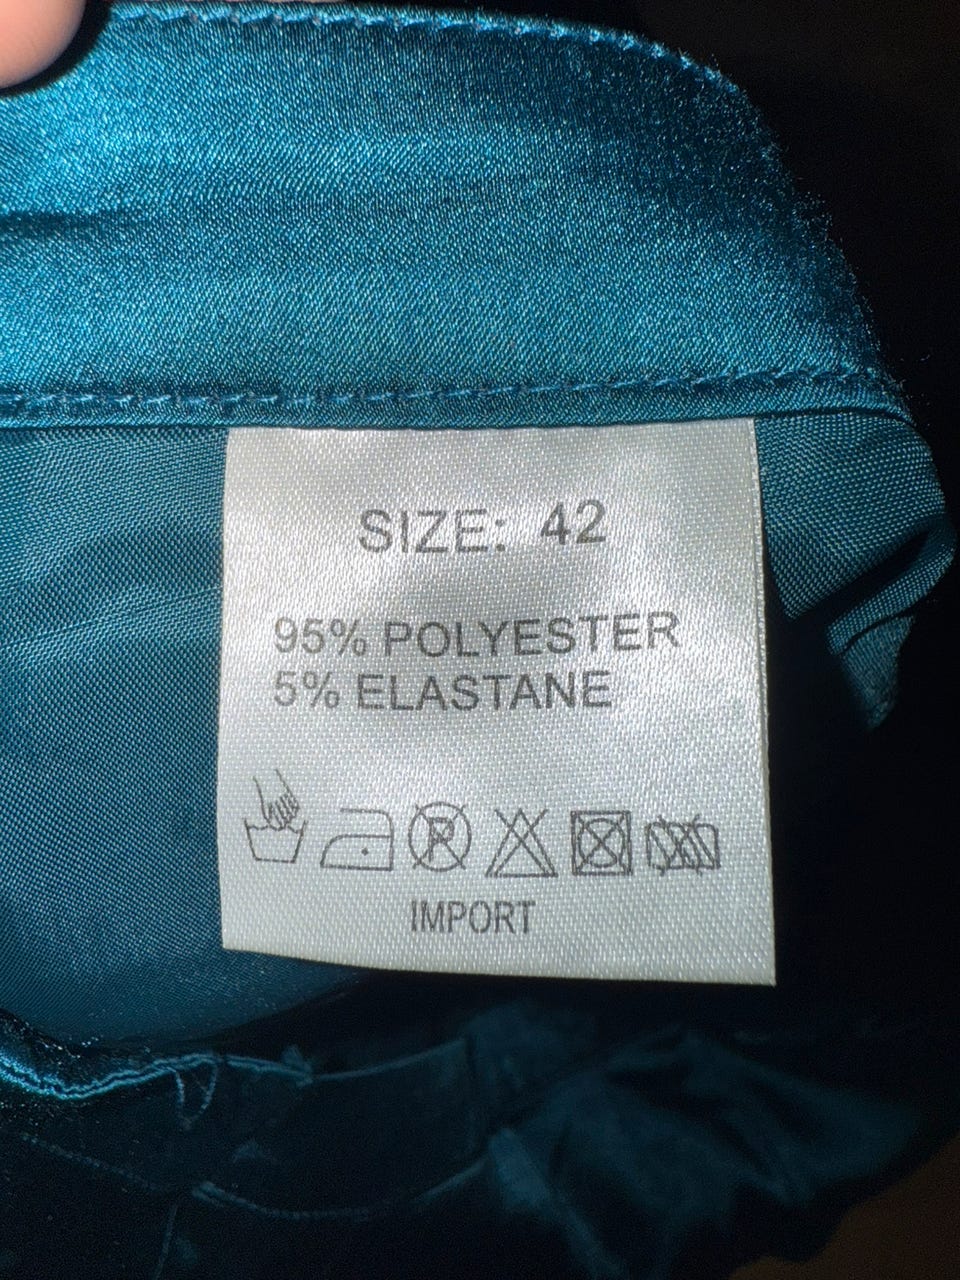 SIZE: 42
95% POLYESTER
5% ELASTANE
P
IMPORT